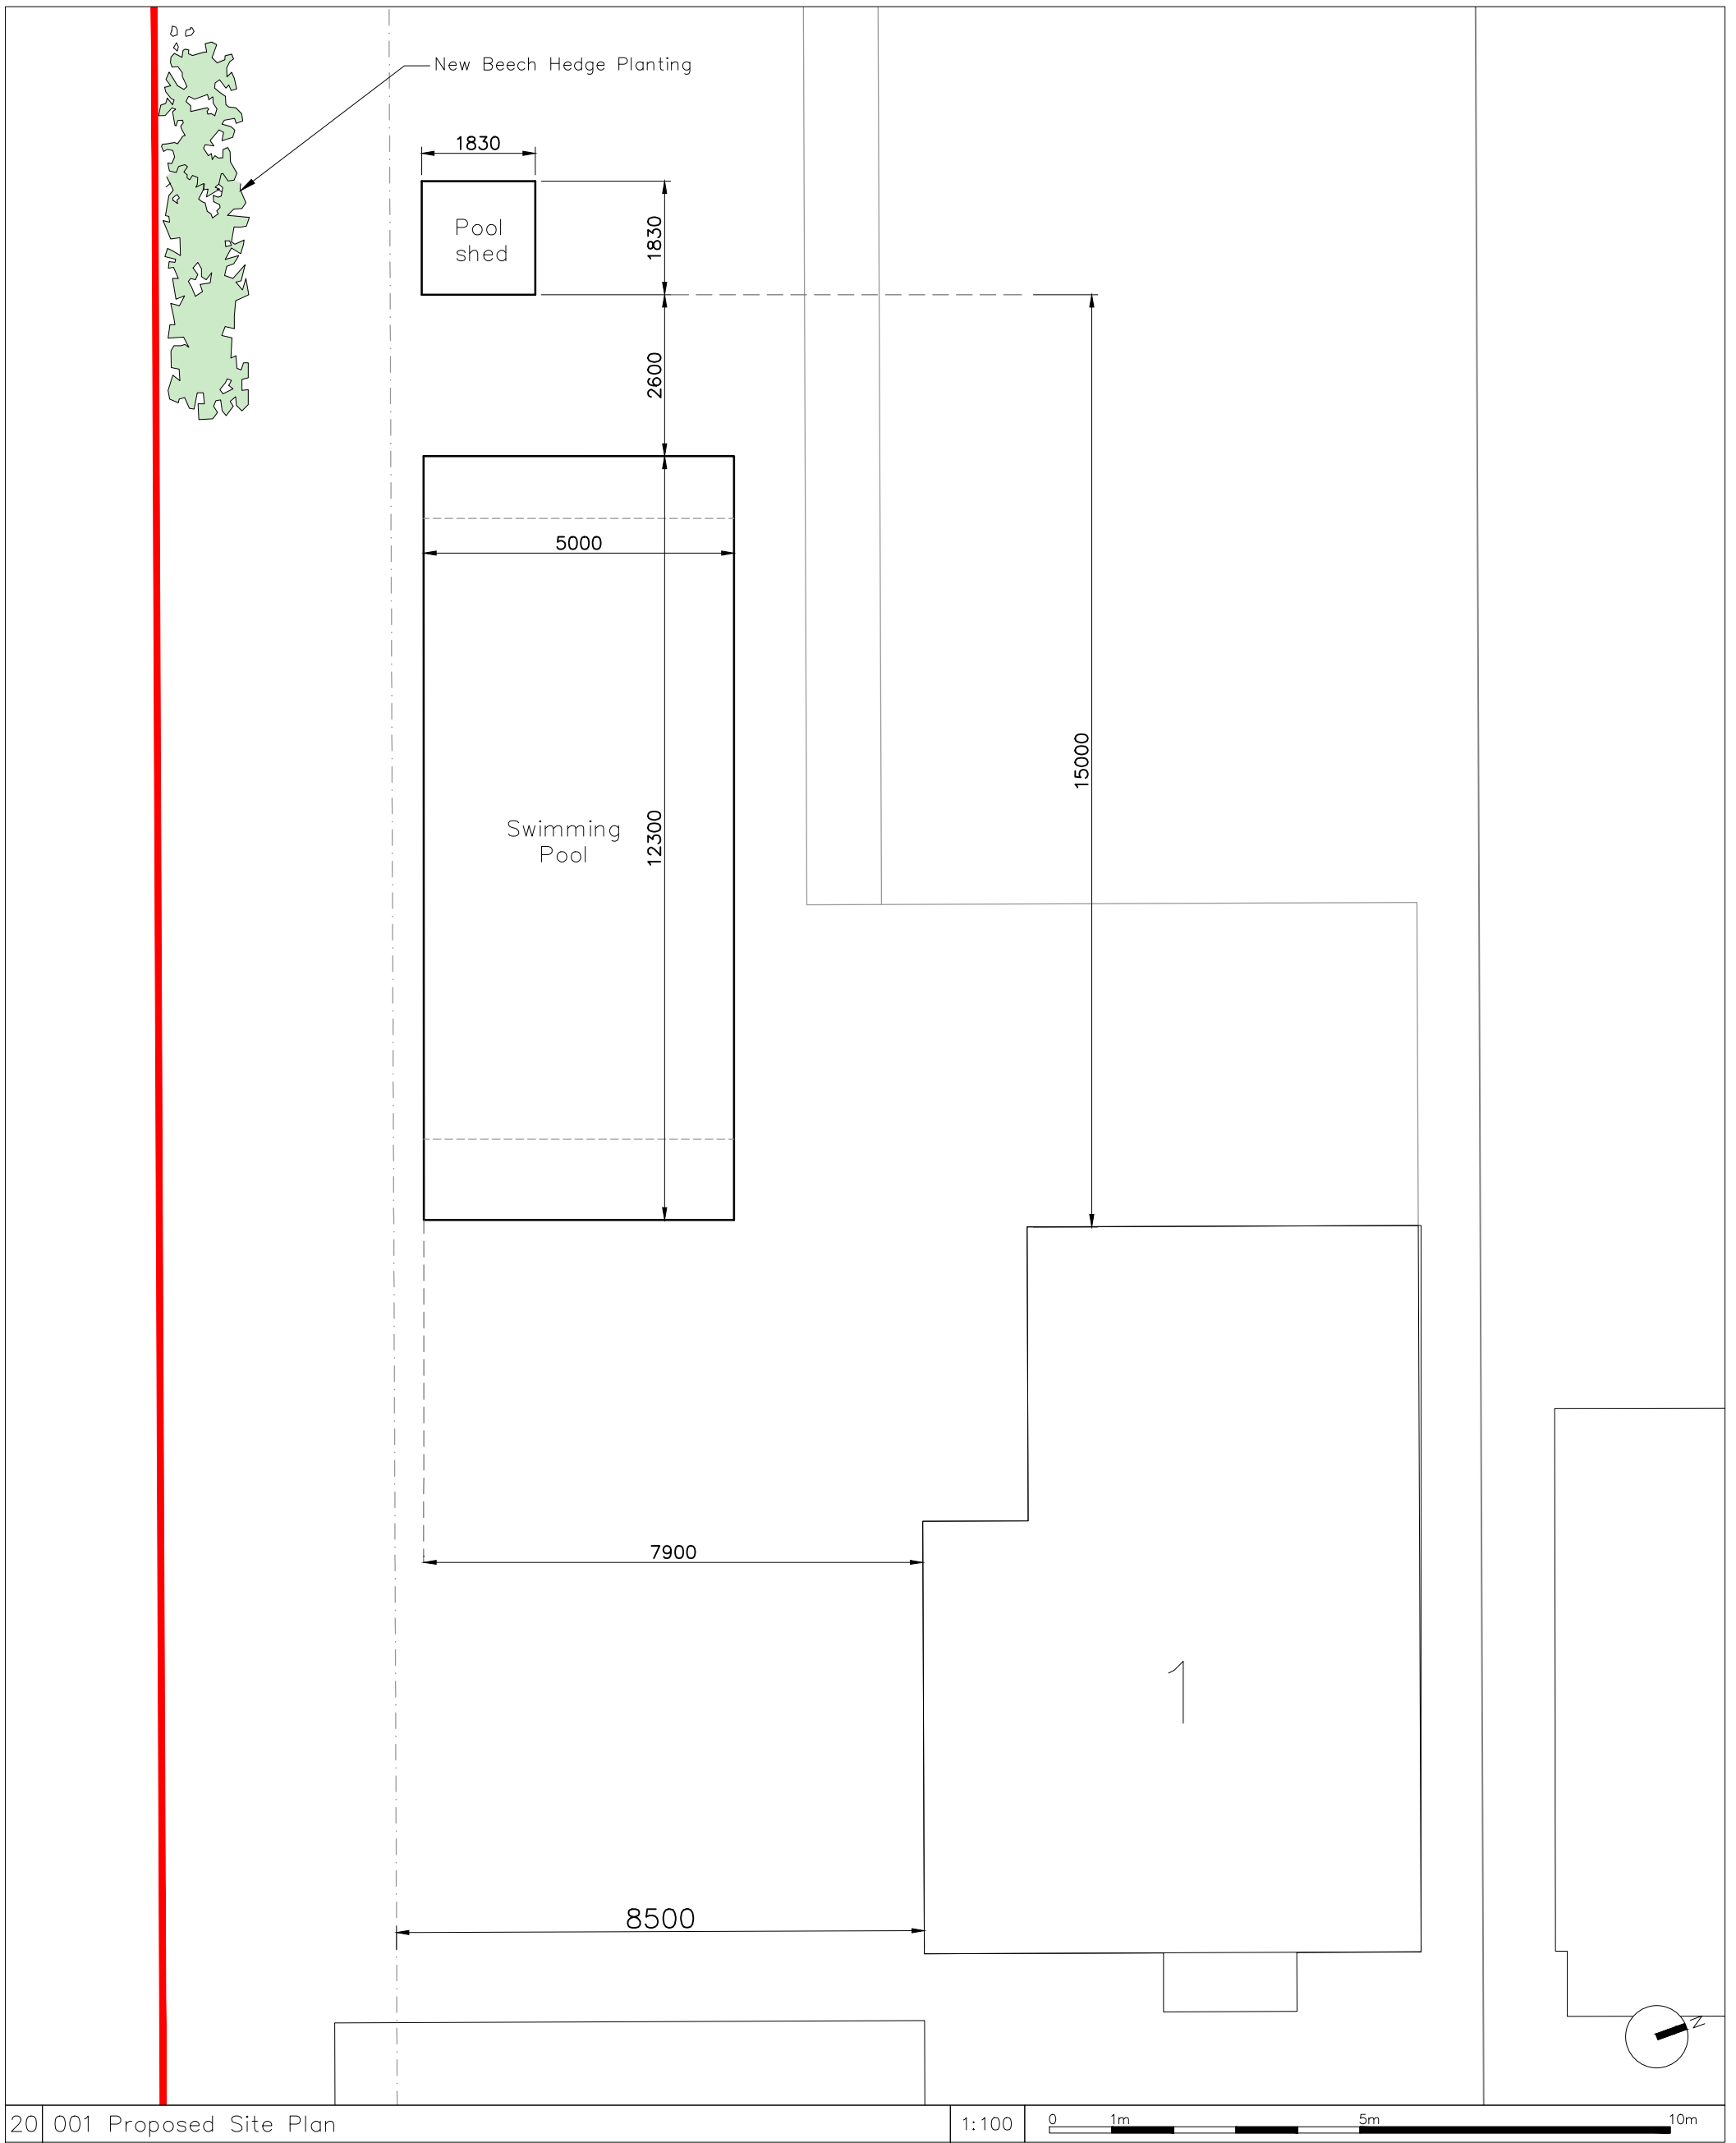 New Beech Hedge Planting
1830
Pool
shed
1830
2600
5000
15000
Swimming
Pool
12300
7900
1
8500
N
20 001 Proposed Site Plan 1:100 0 1m 5m 10m